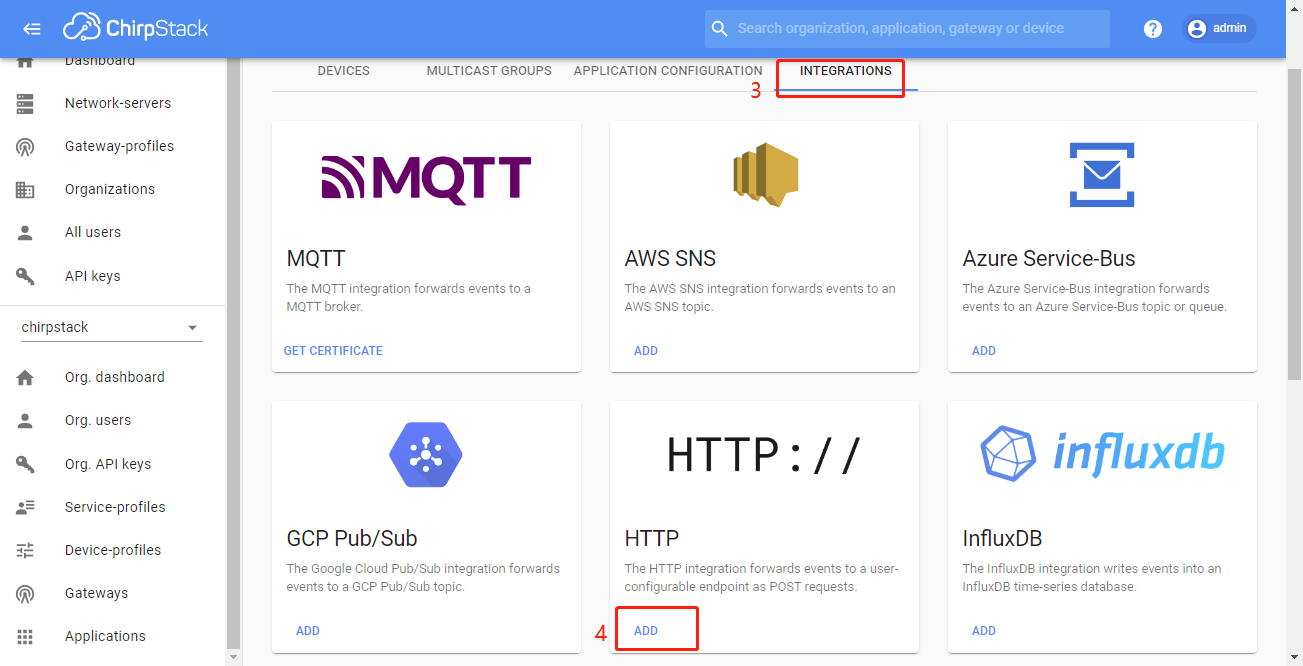 ChirpStack
Search organization, application, gateway or device
?
admin
Dashboard
Network-servers
Gateway-profiles
Organizations
All users
API keys
chirpstack
Org. dashboard
Org. users
Org. API keys
Service-profiles
Device-profiles
Gateways
Applications
DEVICES
MULTICAST GROUPS
APPLICATION CONFIGURATION
3
INTEGRATIONS
MQTT
MQTT
The MQTT integration forwards events to a
MQTT broker.
GET CERTIFICATE
AWS SNS
The AWS SNS integration forwards events to an
AWS SNS topic.
ADD
Azure Service-Bus
The Azure Service-Bus integration forwards
events to an Azure Service-Bus topic or queue.
ADD
GCP Pub/Sub
The Google Cloud Pub/Sub integration forwards
events to a GCP Pub/Sub topic.
ADD
HTTP://
HTTP
The HTTP integration forwards events to a user-
configurable endpoint as POST requests.
4
ADD
influxdb
InfluxDB
The InfluxDB integration writes events into an
InfluxDB time-series database.
ADD